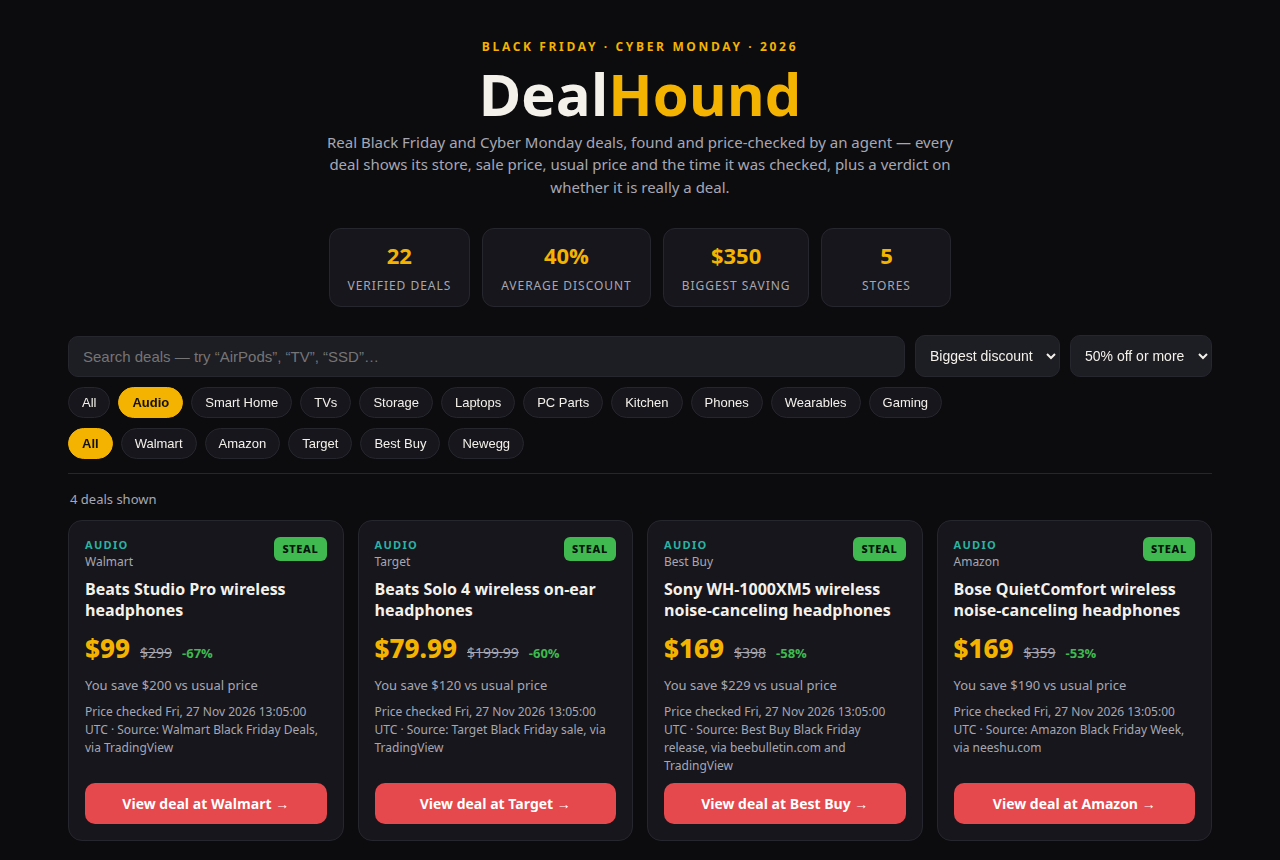 BLACK FRIDAY · CYBER MONDAY · 2026
DealHound
Real Black Friday and Cyber Monday deals, found and price-checked by an agent — every
deal shows its store, sale price, usual price and the time it was checked, plus a verdict on
whether it is really a deal.
22
VERIFIED DEALS
40%
AVERAGE DISCOUNT
$350
BIGGEST SAVING
5
STORES
Search deals — try “AirPods”, “TV”, “SSD”…
Biggest discount
50% off or more
All Audio Smart Home TVs Storage Laptops PC Parts Kitchen Phones Wearables Gaming
All Walmart Amazon Target Best Buy Newegg
4 deals shown
AUDIO
Walmart
STEAL
Beats Studio Pro wireless
headphones
$99 $299 -67%
You save $200 vs usual price
Price checked Fri, 27 Nov 2026 13:05:00
UTC · Source: Walmart Black Friday Deals,
via TradingView
View deal at Walmart →
AUDIO
Target
STEAL
Beats Solo 4 wireless on-ear
headphones
$79.99 $199.99 -60%
You save $120 vs usual price
Price checked Fri, 27 Nov 2026 13:05:00
UTC · Source: Target Black Friday sale, via
TradingView
View deal at Target →
AUDIO
Best Buy
STEAL
Sony WH-1000XM5 wireless
noise-canceling headphones
$169 $398 -58%
You save $229 vs usual price
Price checked Fri, 27 Nov 2026 13:05:00
UTC · Source: Best Buy Black Friday
release, via beebulletin.com and
TradingView
View deal at Best Buy →
AUDIO
Amazon
STEAL
Bose QuietComfort wireless
noise-canceling headphones
$169 $359 -53%
You save $190 vs usual price
Price checked Fri, 27 Nov 2026 13:05:00
UTC · Source: Amazon Black Friday Week,
via neeshu.com
View deal at Amazon →